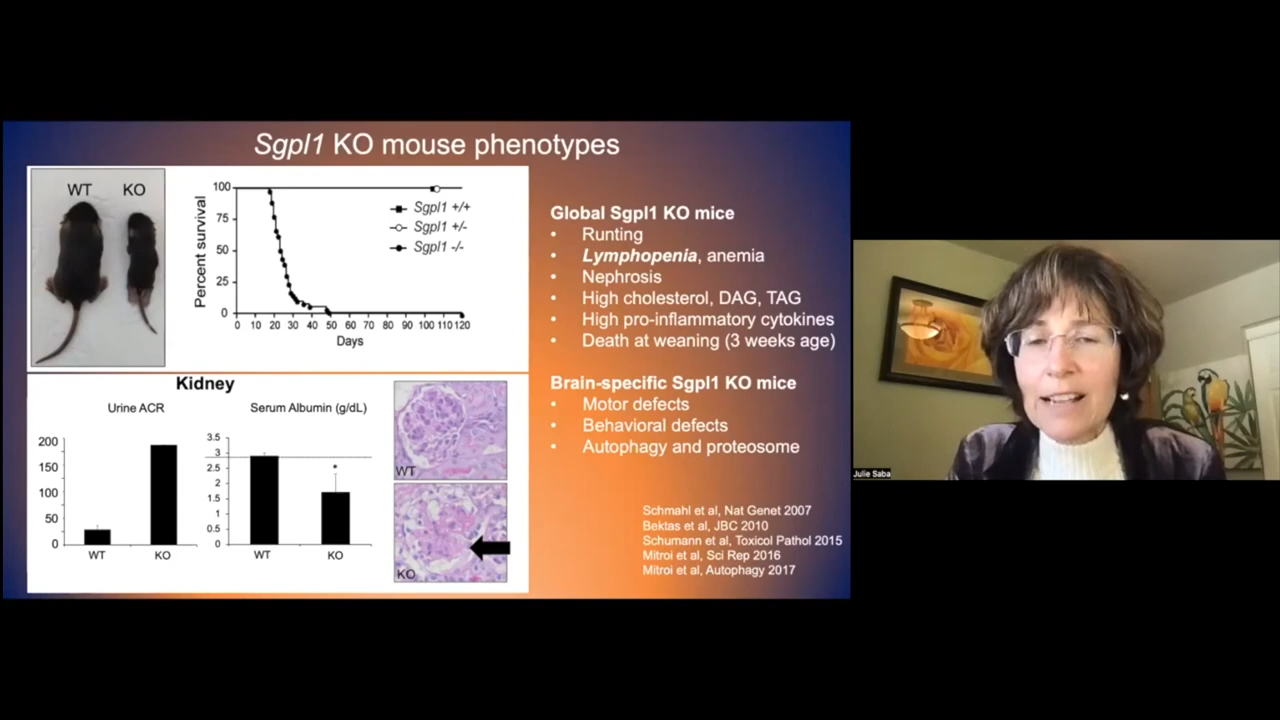 Sgpl1 KO mouse phenotypes
WT KO
Percent survival
100
75
50
25
0
0 10 20 30 40 50 60 70 80 90 100 110 120
Days
Sgpl1 +/+
Sgpl1 +/-
Sgpl1 -/-
Kidney
Urine ACR
200
150
100
50
0
WT KO
Serum Albumin (g/dL)
3.5
3
2.5
2
1.5
1
0.5
0
*
WT KO
WT
KO
Global Sgpl1 KO mice
• Runting
• Lymphopenia, anemia
• Nephrosis
• High cholesterol, DAG, TAG
• High pro-inflammatory cytokines
• Death at weaning (3 weeks age)
Brain-specific Sgpl1 KO mice
• Motor defects
• Behavioral defects
• Autophagy and proteosome
Schmahl et al, Nat Genet 2007
Bektas et al, JBC 2010
Schumann et al, Toxicol Pathol 2015
Mitroi et al, Sci Rep 2016
Mitroi et al, Autophagy 2017
Julie Saba